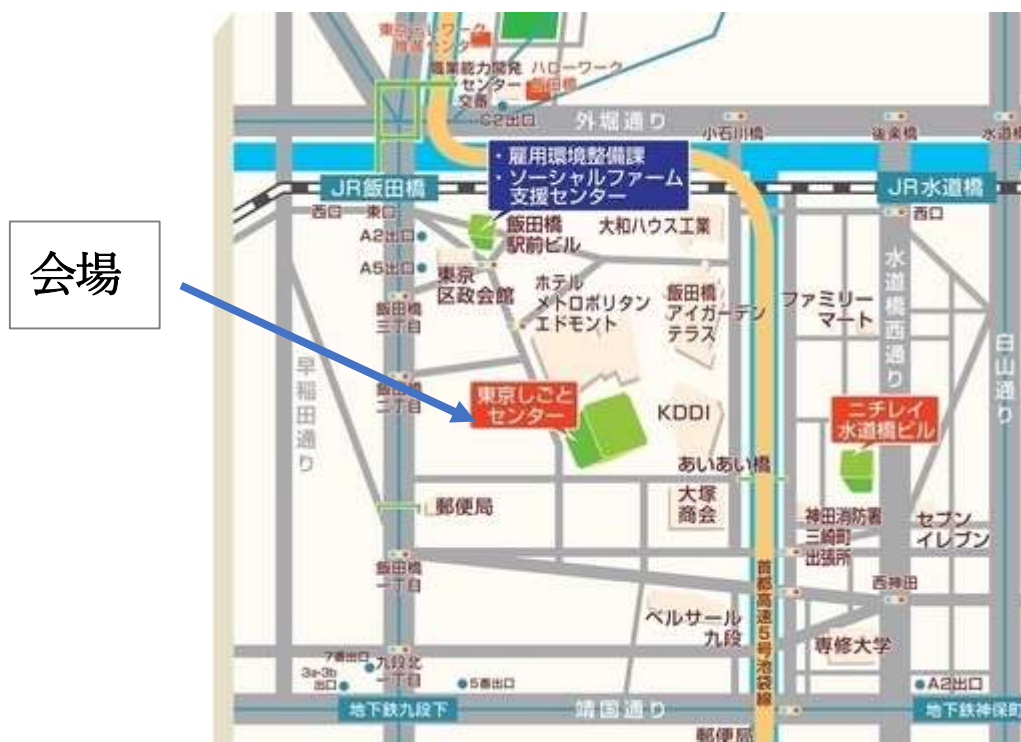 東京テレワーク
推進センター
職業能力開発
センター
ハローワーク
飯田橋
交番
C2出口
外堀通り
小石川橋
後楽橋
水道橋
・雇用環境整備課
・ソーシャルファーム
支援センター
JR飯田橋
JR水道橋
西口
東口
西口
A2出口
飯田橋
駅前ビル
大和ハウス工業
会場
A5出口
東京
区政会館
ホテル
メトロポリタン
エドモント
飯田橋
アイガーデン
テラス
ファミリー
マート
水道橋西通り
白山通り
飯田橋
三丁目
早稲田通り
飯田橋
二丁目
東京しごと
センター
KDDI
ニチレイ
水道橋ビル
あいあい橋
郵便局
大塚
商会
神田消防署
三崎町
出張所
セブン
イレブン
飯田橋
一丁目
首都高速5号池袋線
西神田
ベルサール
九段
専修大学
7番出口
九段北
一丁目
3a-3b
出口
5番出口
A2出口
地下鉄九段下
靖国通り
地下鉄神保町
郵便局